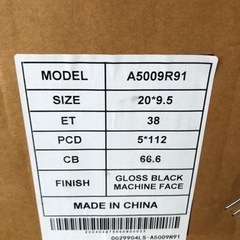 MODEL A5009R91
SIZE 20*9.5
ET 38
PCD 5*112
CB 66.6
FINISH GLOSS BLACK
MACHINE FACE
MADE IN CHINA